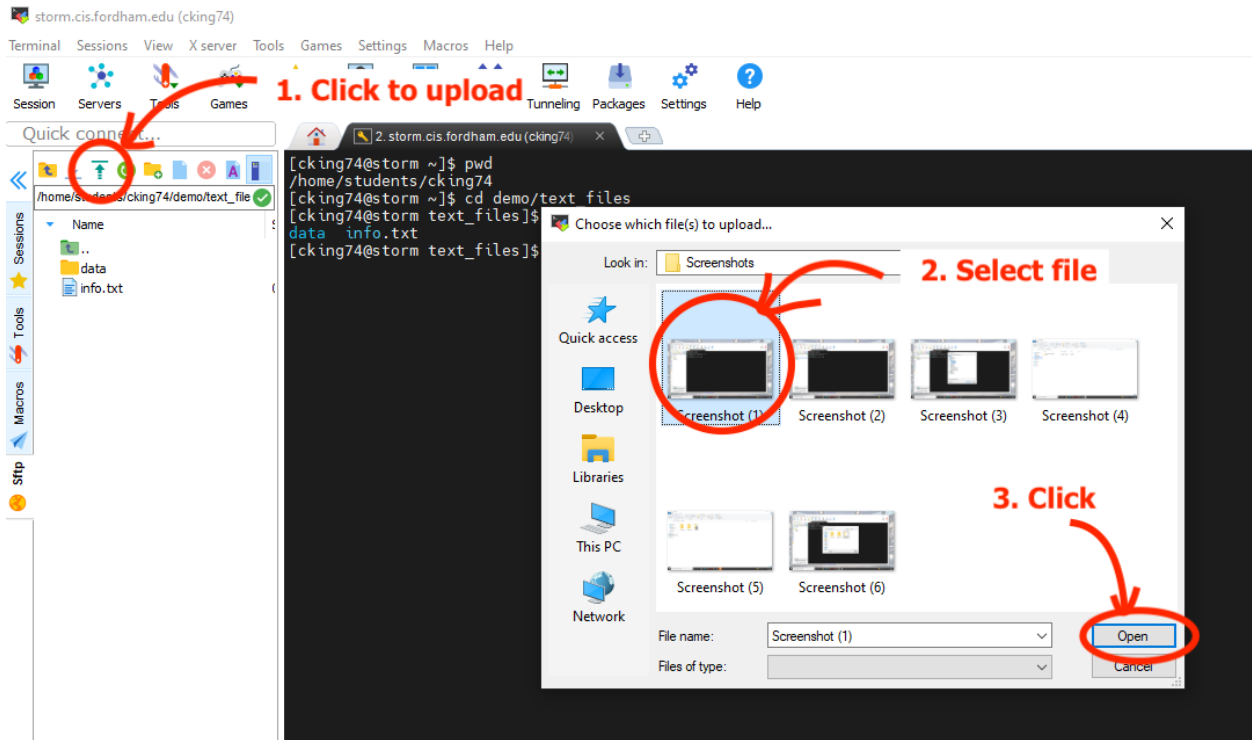 storm.cis.fordham.edu (cking74)
Terminal Sessions View X server Tools Games Settings Macros Help
1. Click to upload
Session Servers Tools Games Tunneling Packages Settings Help
Quick connect...
2. storm.cis.fordham.edu (cking74)
/home/students/cking74/demo/text_file
Name
..
data
info.txt
Sessions
Tools
Macros
Sftp
[cking74@storm ~]$ pwd
/home/students/cking74
[cking74@storm ~]$ cd demo/text_files
[cking74@storm text_files]$
data info.txt
[cking74@storm text_files]$
Choose which file(s) to upload...
Look in: Screenshots
2. Select file
Quick access
Desktop
Libraries
This PC
Network
Screenshot (1) Screenshot (2) Screenshot (3) Screenshot (4)
Screenshot (5) Screenshot (6)
3. Click
File name: Screenshot (1) Open
Files of type: Cancel